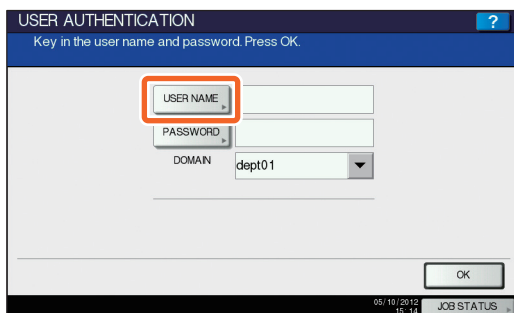 USER AUTHENTICATION ?
Key in the user name and password. Press OK.
USER NAME
PASSWORD
DOMAIN dept01
OK
05/10/2012
15:14 JOB STATUS